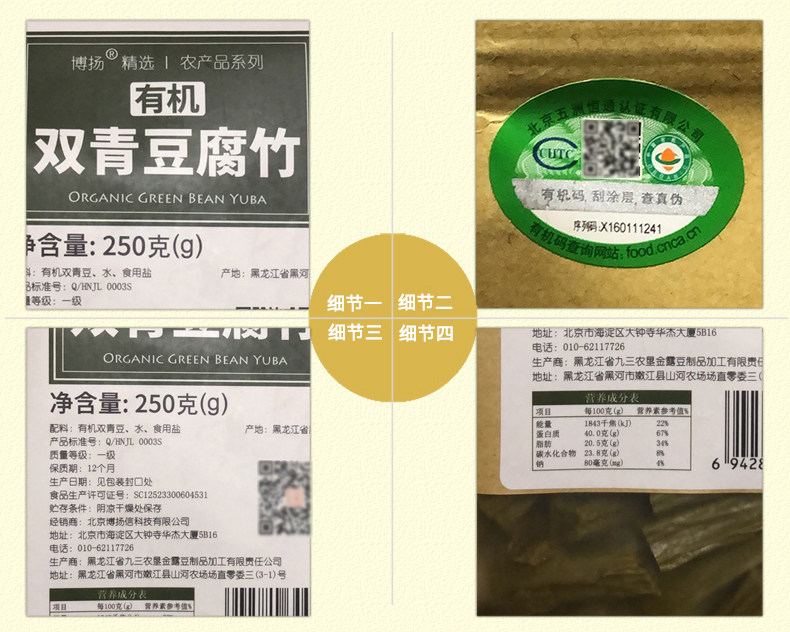 博扬® 精选 | 农产品系列
有机
双青豆腐竹
ORGANIC GREEN BEAN YUBA
净含量: 250克(g)
料: 有机双青豆、水、食用盐
产地: 黑龙江省黑河
品标准号: Q/HNJL 0003S
量等级: 一级
北京五洲恒通认证有限公司
CHTC
有机码, 刮涂层, 查真伪
序列码:X160111241
有机码查询网站: food.cnca.cn
细节一
细节二
细节三
细节四
双青豆腐竹
ORGANIC GREEN BEAN YUBA
净含量: 250克(g)
配料: 有机双青豆、水、食用盐
产地: 黑龙江省
产品标准号: Q/HNJL 0003S
质量等级: 一级
保质期: 12个月
生产日期: 见包装封口处
食品生产许可证号: SC12523300604531
贮存条件: 阴凉干燥处保存
经销商: 北京博扬信科技有限公司
地址: 北京市海淀区大钟寺华杰大厦5B16
电话: 010-62117726
生产商: 黑龙江省九三农垦金露豆制品加工有限责任公司
地址: 黑龙江省黑河市嫩江县山河农场场直零委三(3-1)号
营养成分表
项目 每100克(g) 营养素参考值%
地址: 北京市海淀区大钟寺华杰大厦5B16
电话: 010-62117726
生产商: 黑龙江省九三农垦金露豆制品加工有限责任
地址: 黑龙江省黑河市嫩江县山河农场场直零委三(
营养成分表
项目 每100克(g) 营养素参考值%
能量 1843千焦(kJ) 22%
蛋白质 40.0克(g) 67%
脂肪 20.5克(g) 34%
碳水化合物 23.8克(g) 8%
钠 80毫克(mg) 4%
6 9428